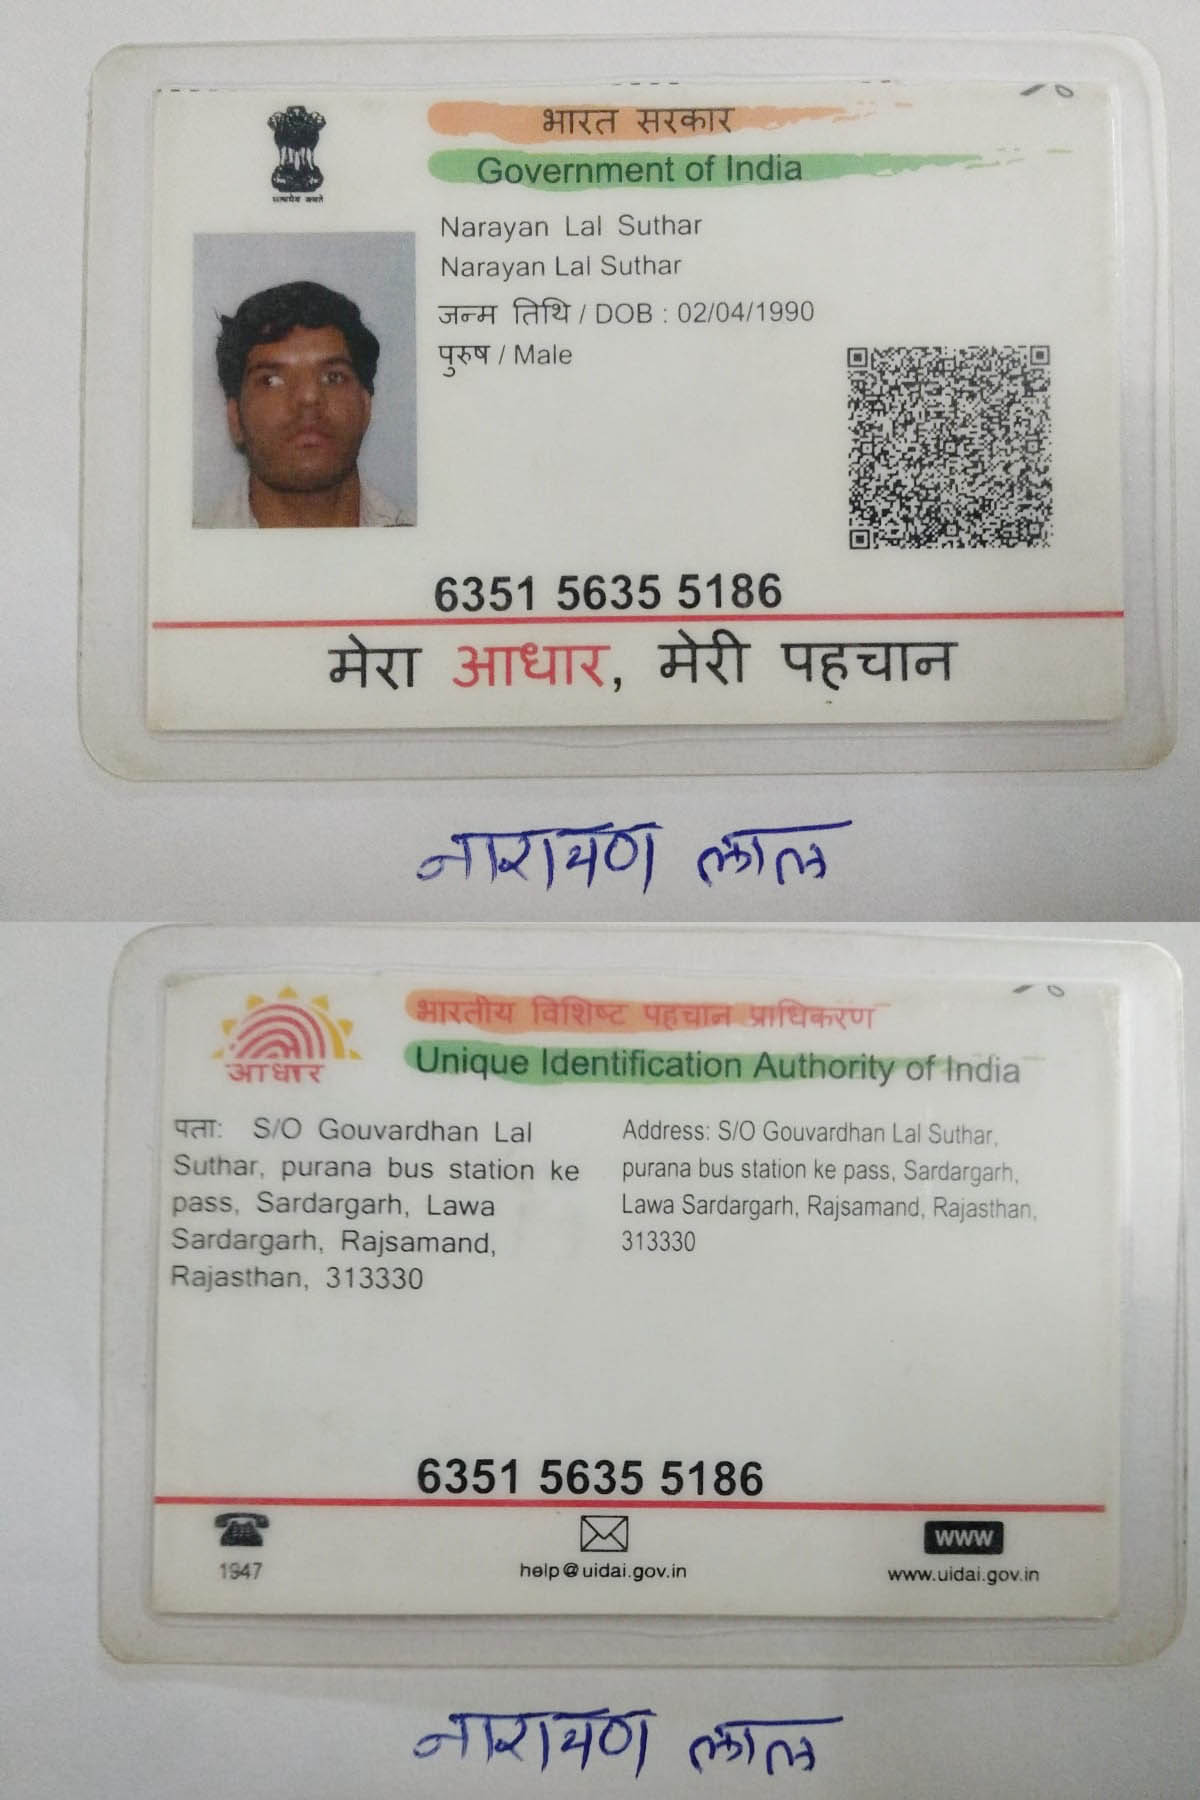 भारत सरकार
Government of India
सत्यमेव जयते
Narayan Lal Suthar
Narayan Lal Suthar
जन्म तिथि / DOB : 02/04/1990
पुरुष / Male
6351 5635 5186
मेरा आधार, मेरी पहचान
नारायण लाल
भारतीय विशिष्ट पहचान प्राधिकरण
Unique Identification Authority of India
आधार
पता: S/O Gouvardhan Lal
Suthar, purana bus station ke
pass, Sardargarh, Lawa
Sardargarh, Rajsamand,
Rajasthan, 313330
Address: S/O Gouvardhan Lal Suthar,
purana bus station ke pass, Sardargarh,
Lawa Sardargarh, Rajsamand, Rajasthan,
313330
6351 5635 5186
1947
help@uidai.gov.in
www
www.uidai.gov.in
नारायण लाल